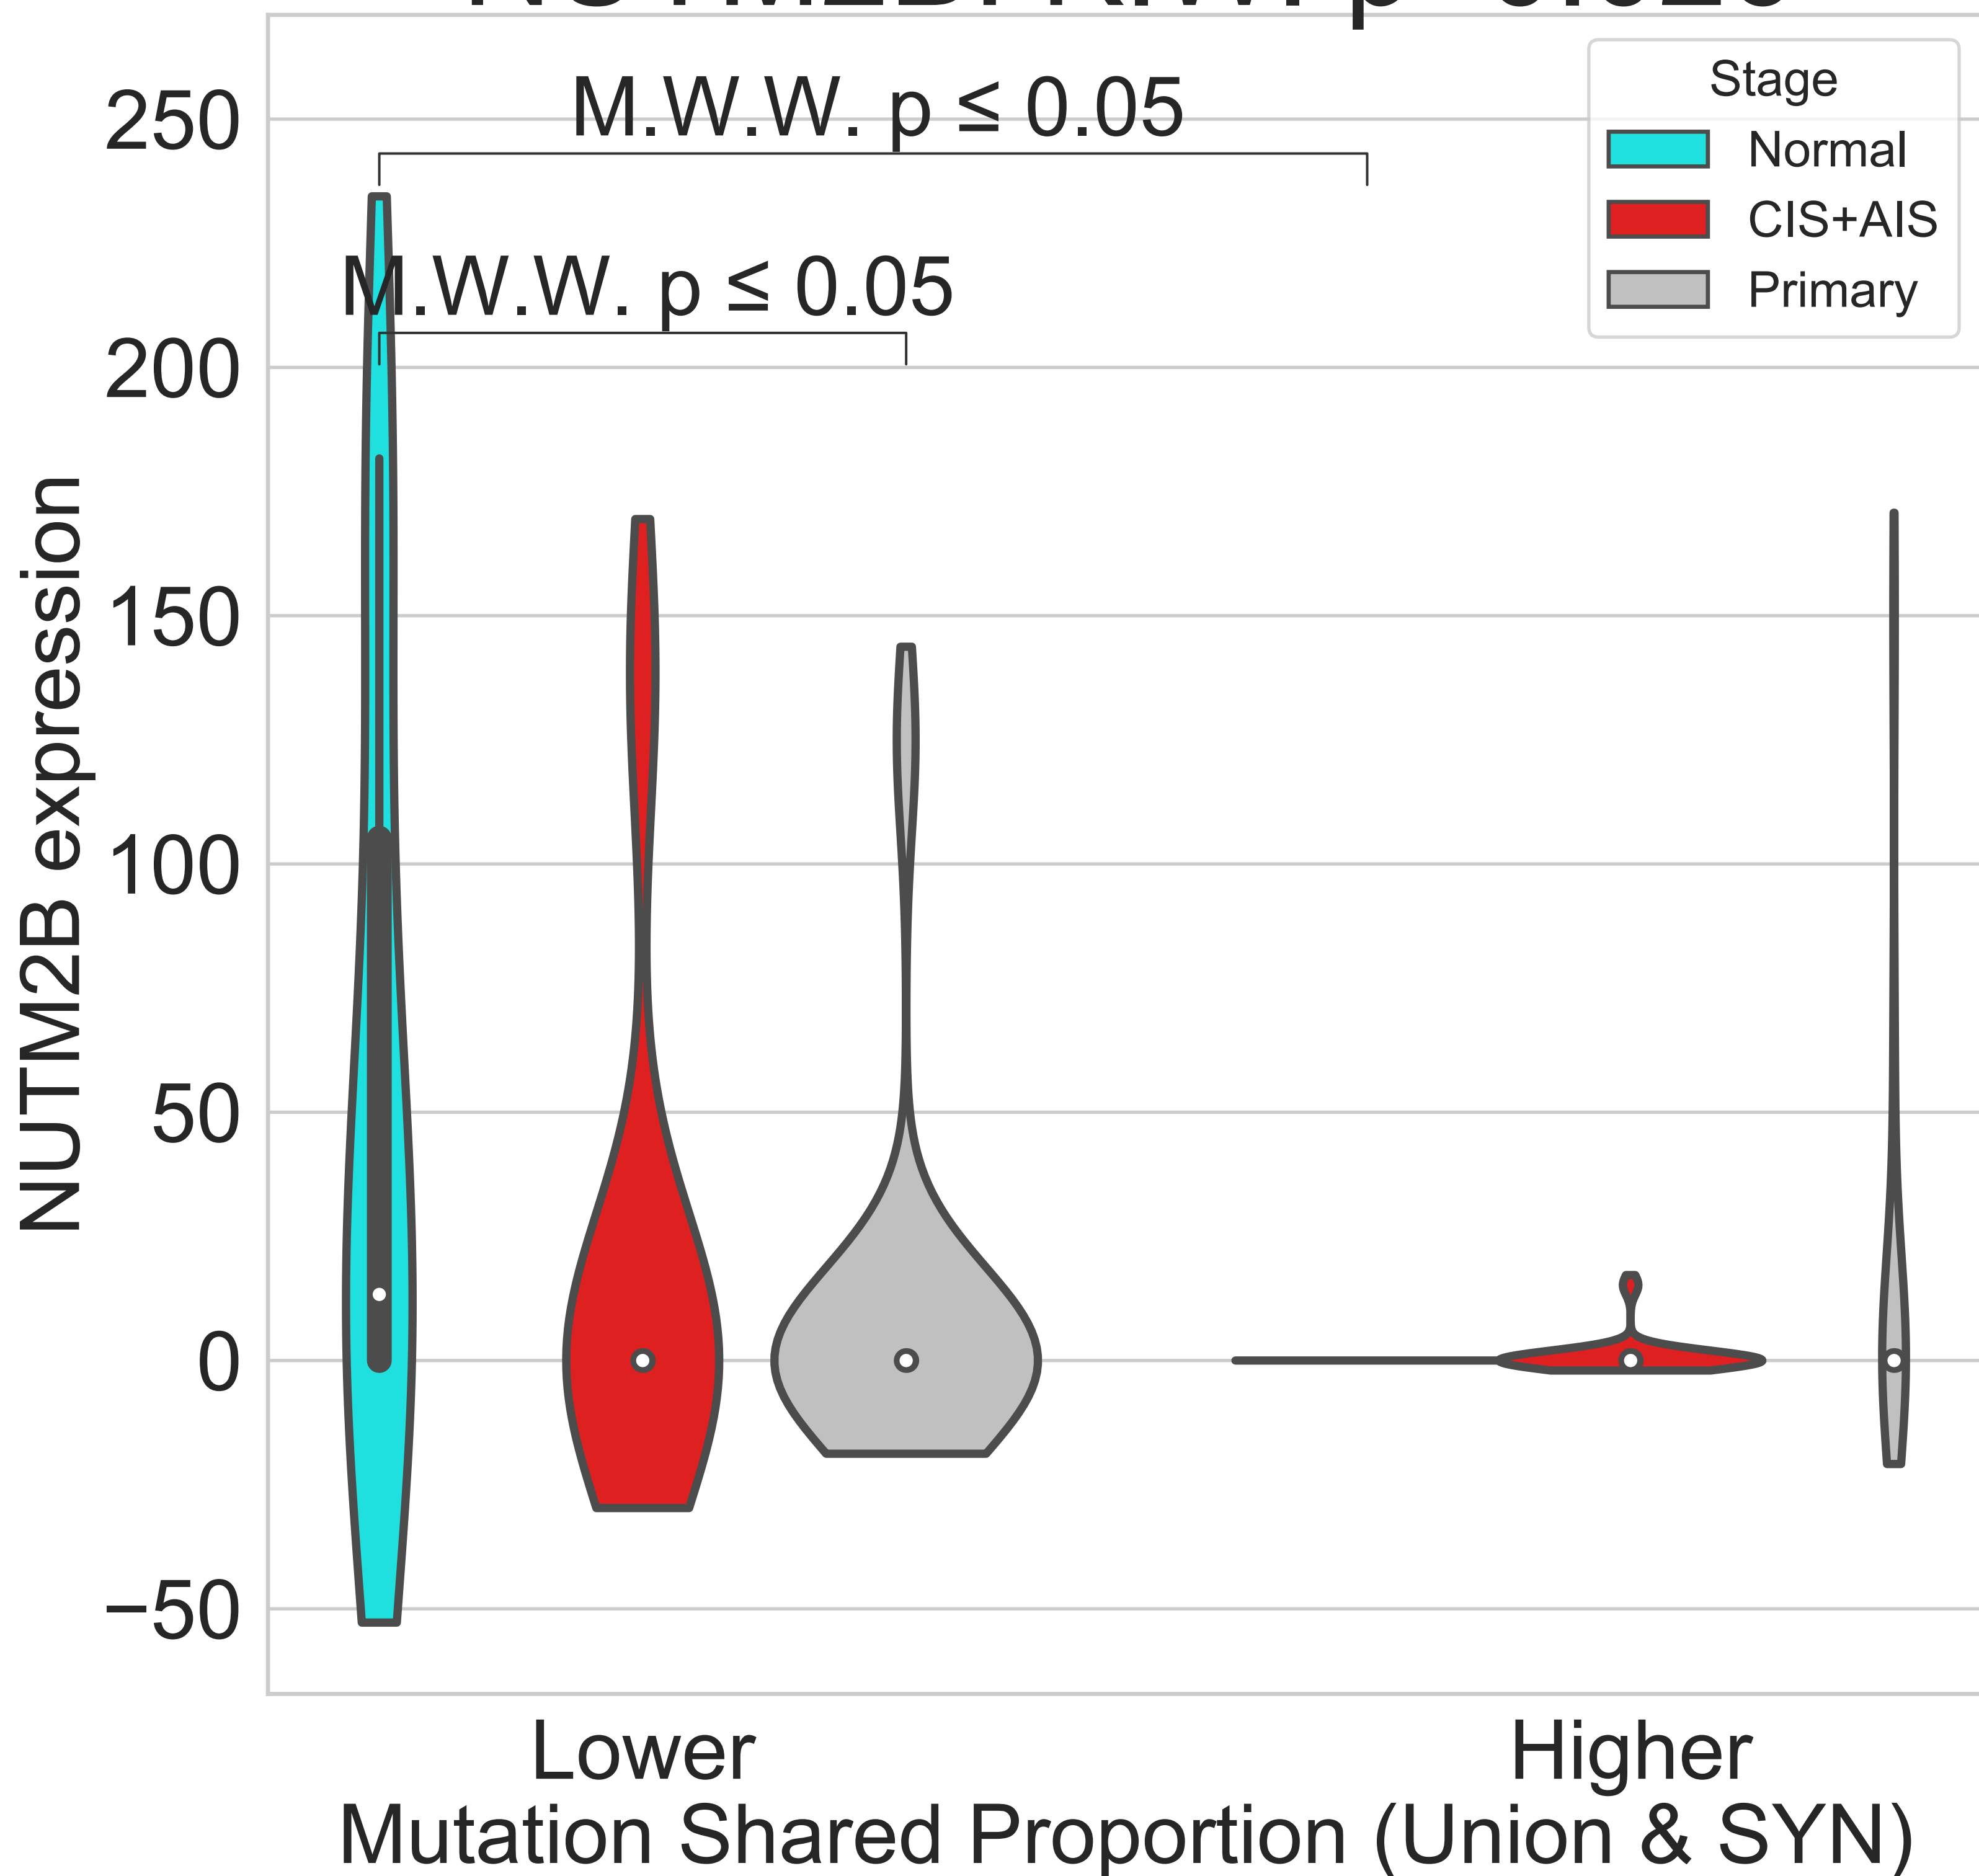 M.W.W. p ≤ 0.05
M.W.W. p ≤ 0.05
Stage
Normal
CIS+AIS
Primary
250
200
150
100
50
0
−50
NUTM2B expression
Lower
Higher
Mutation Shared Proportion (Union & SYN)